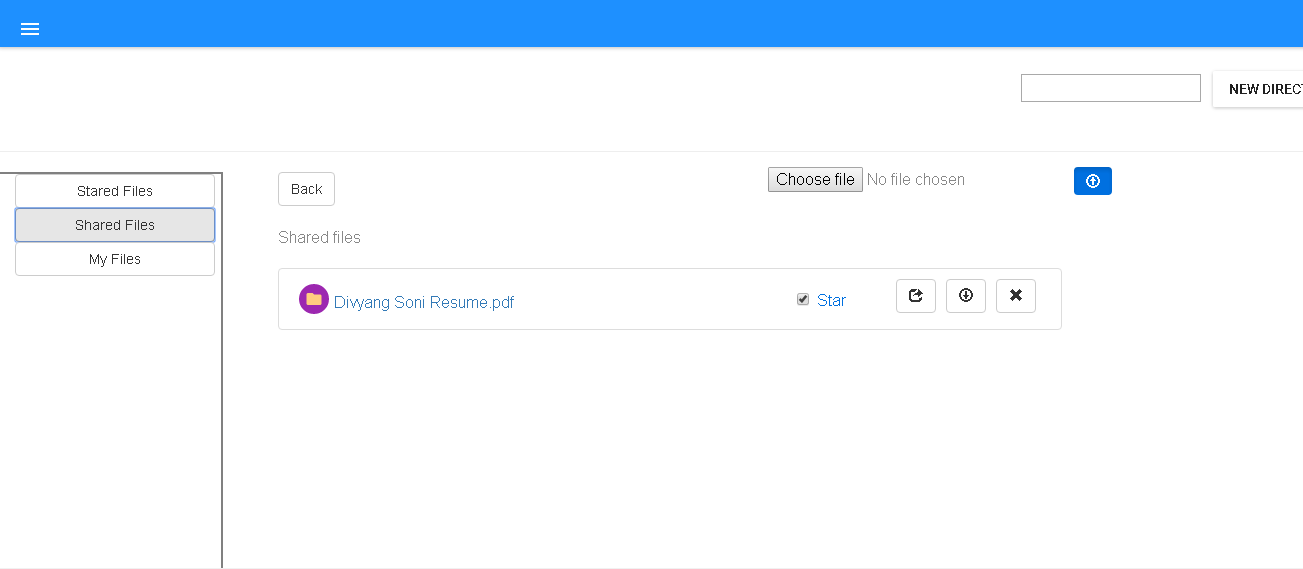 NEW DIRECT
Stared Files
Shared Files
My Files
Back
Choose file No file chosen
Shared files
Divyang Soni Resume.pdf
Star